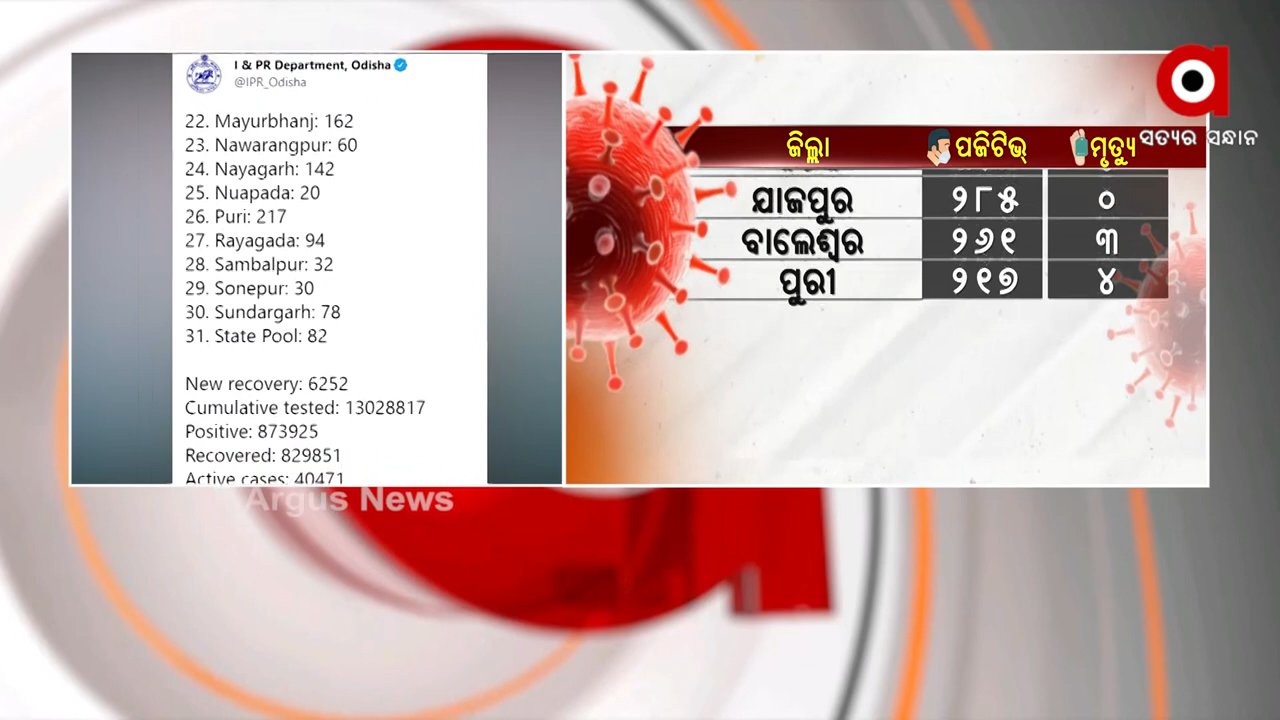 I & PR Department, Odisha
@IPR_Odisha
22. Mayurbhanj: 162
23. Nawarangpur: 60
24. Nayagarh: 142
25. Nuapada: 20
26. Puri: 217
27. Rayagada: 94
28. Sambalpur: 32
29. Sonepur: 30
30. Sundargarh: 78
31. State Pool: 82
New recovery: 6252
Cumulative tested: 13028817
Positive: 873925
Recovered: 829851
Active cases: 40471
Argus News
a
ସତ୍ୟର ସନ୍ଧାନ
ଜିଲ୍ଲା ପଜିଟିଭ୍ ମୃତ୍ୟୁ
ଯାଜପୁର ୨୮୫ ୦
ବାଲେଶ୍ୱର ୨୬୧ ୩
ପୁରୀ ୨୧୭ ୪